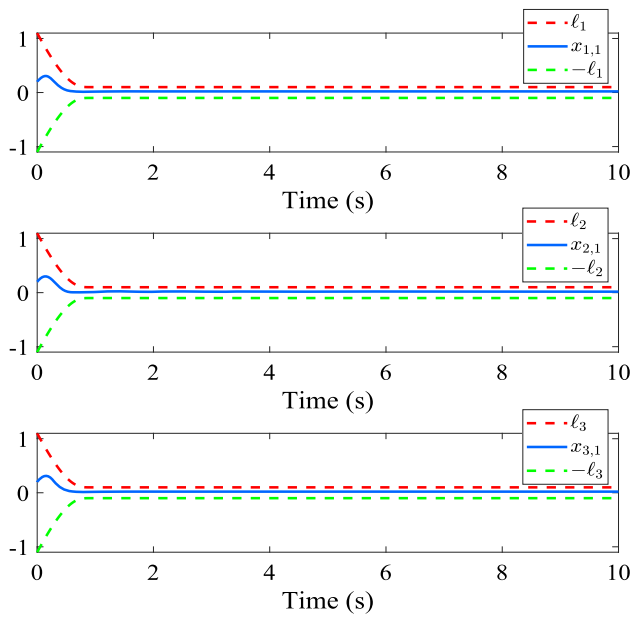 ℓ₁
x₁,₁
−ℓ₁
1
0
-1
0 2 4 6 8 10
Time (s)
ℓ₂
x₂,₁
−ℓ₂
1
0
-1
0 2 4 6 8 10
Time (s)
ℓ₃
x₃,₁
−ℓ₃
1
0
-1
0 2 4 6 8 10
Time (s)